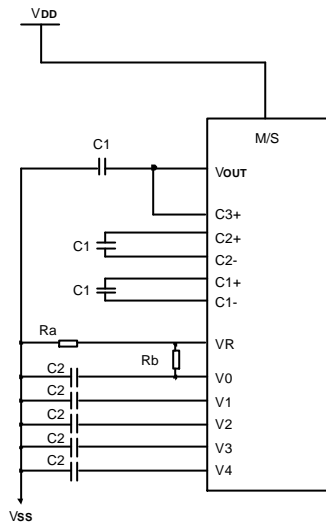 VDD
M/S
C1
VOUT
C3+
C2+
C1
C2-
C1+
C1
C1-
Ra
VR
Rb
C2
V0
C2
V1
C2
V2
C2
V3
C2
V4
VSS